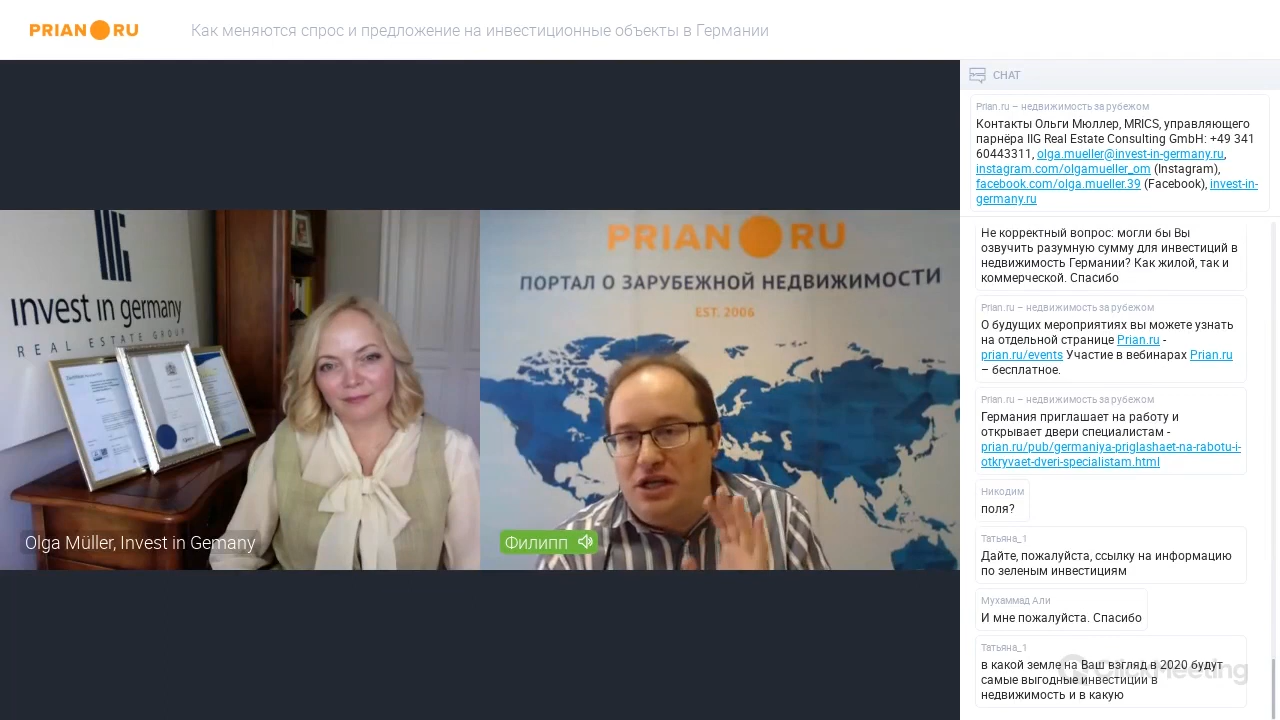 PRIAN RU
Как меняются спрос и предложение на инвестиционные объекты в Германии
CHAT
Prian.ru – недвижимость за рубежом
Контакты Ольги Мюллер, MRICS, управляющего
парнёра IIG Real Estate Consulting GmbH: +49 341
60443311, olga.mueller@invest-in-germany.ru,
instagram.com/olgamueller_om (Instagram),
facebook.com/olga.mueller.39 (Facebook), invest-in-
germany.ru
Не корректный вопрос: могли бы Вы
озвучить разумную сумму для инвестиций в
недвижимость Германии? Как жилой, так и
коммерческой. Спасибо
Prian.ru – недвижимость за рубежом
О будущих мероприятиях вы можете узнать
на отдельной странице Prian.ru -
prian.ru/events Участие в вебинарах Prian.ru
– бесплатное.
Prian.ru – недвижимость за рубежом
Германия приглашает на работу и
открывает двери специалистам -
prian.ru/pub/germaniya-priglashaet-na-rabotu-i-
otkryvaet-dveri-specialistam.html
Никодим
поля?
Татьяна_1
Дайте, пожалуйста, ссылку на информацию
по зеленым инвестициям
Мухаммад Али
И мне пожалуйста. Спасибо
Татьяна_1
в какой земле на Ваш взгляд в 2020 будут
самые выгодные инвестиции в
недвижимость и в какую
ClickMeeting
invest in germany
REAL ESTATE GROUP
Olga Müller, Invest in Gemany
PRIAN RU
ПОРТАЛ О ЗАРУБЕЖНОЙ НЕДВИЖИМОСТИ
EST. 2006
Филипп